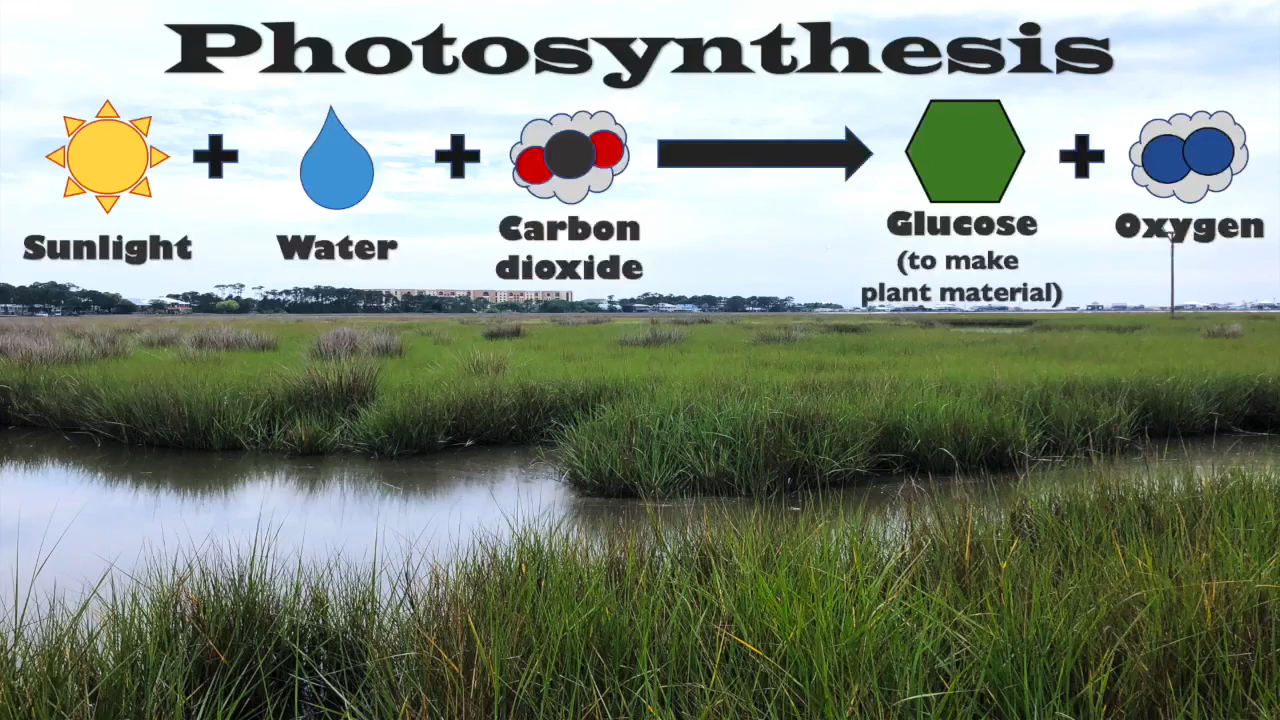 Photosynthesis
+ + +
Sunlight
Water
Carbon
dioxide
Glucose
(to make
plant material)
Oxygen